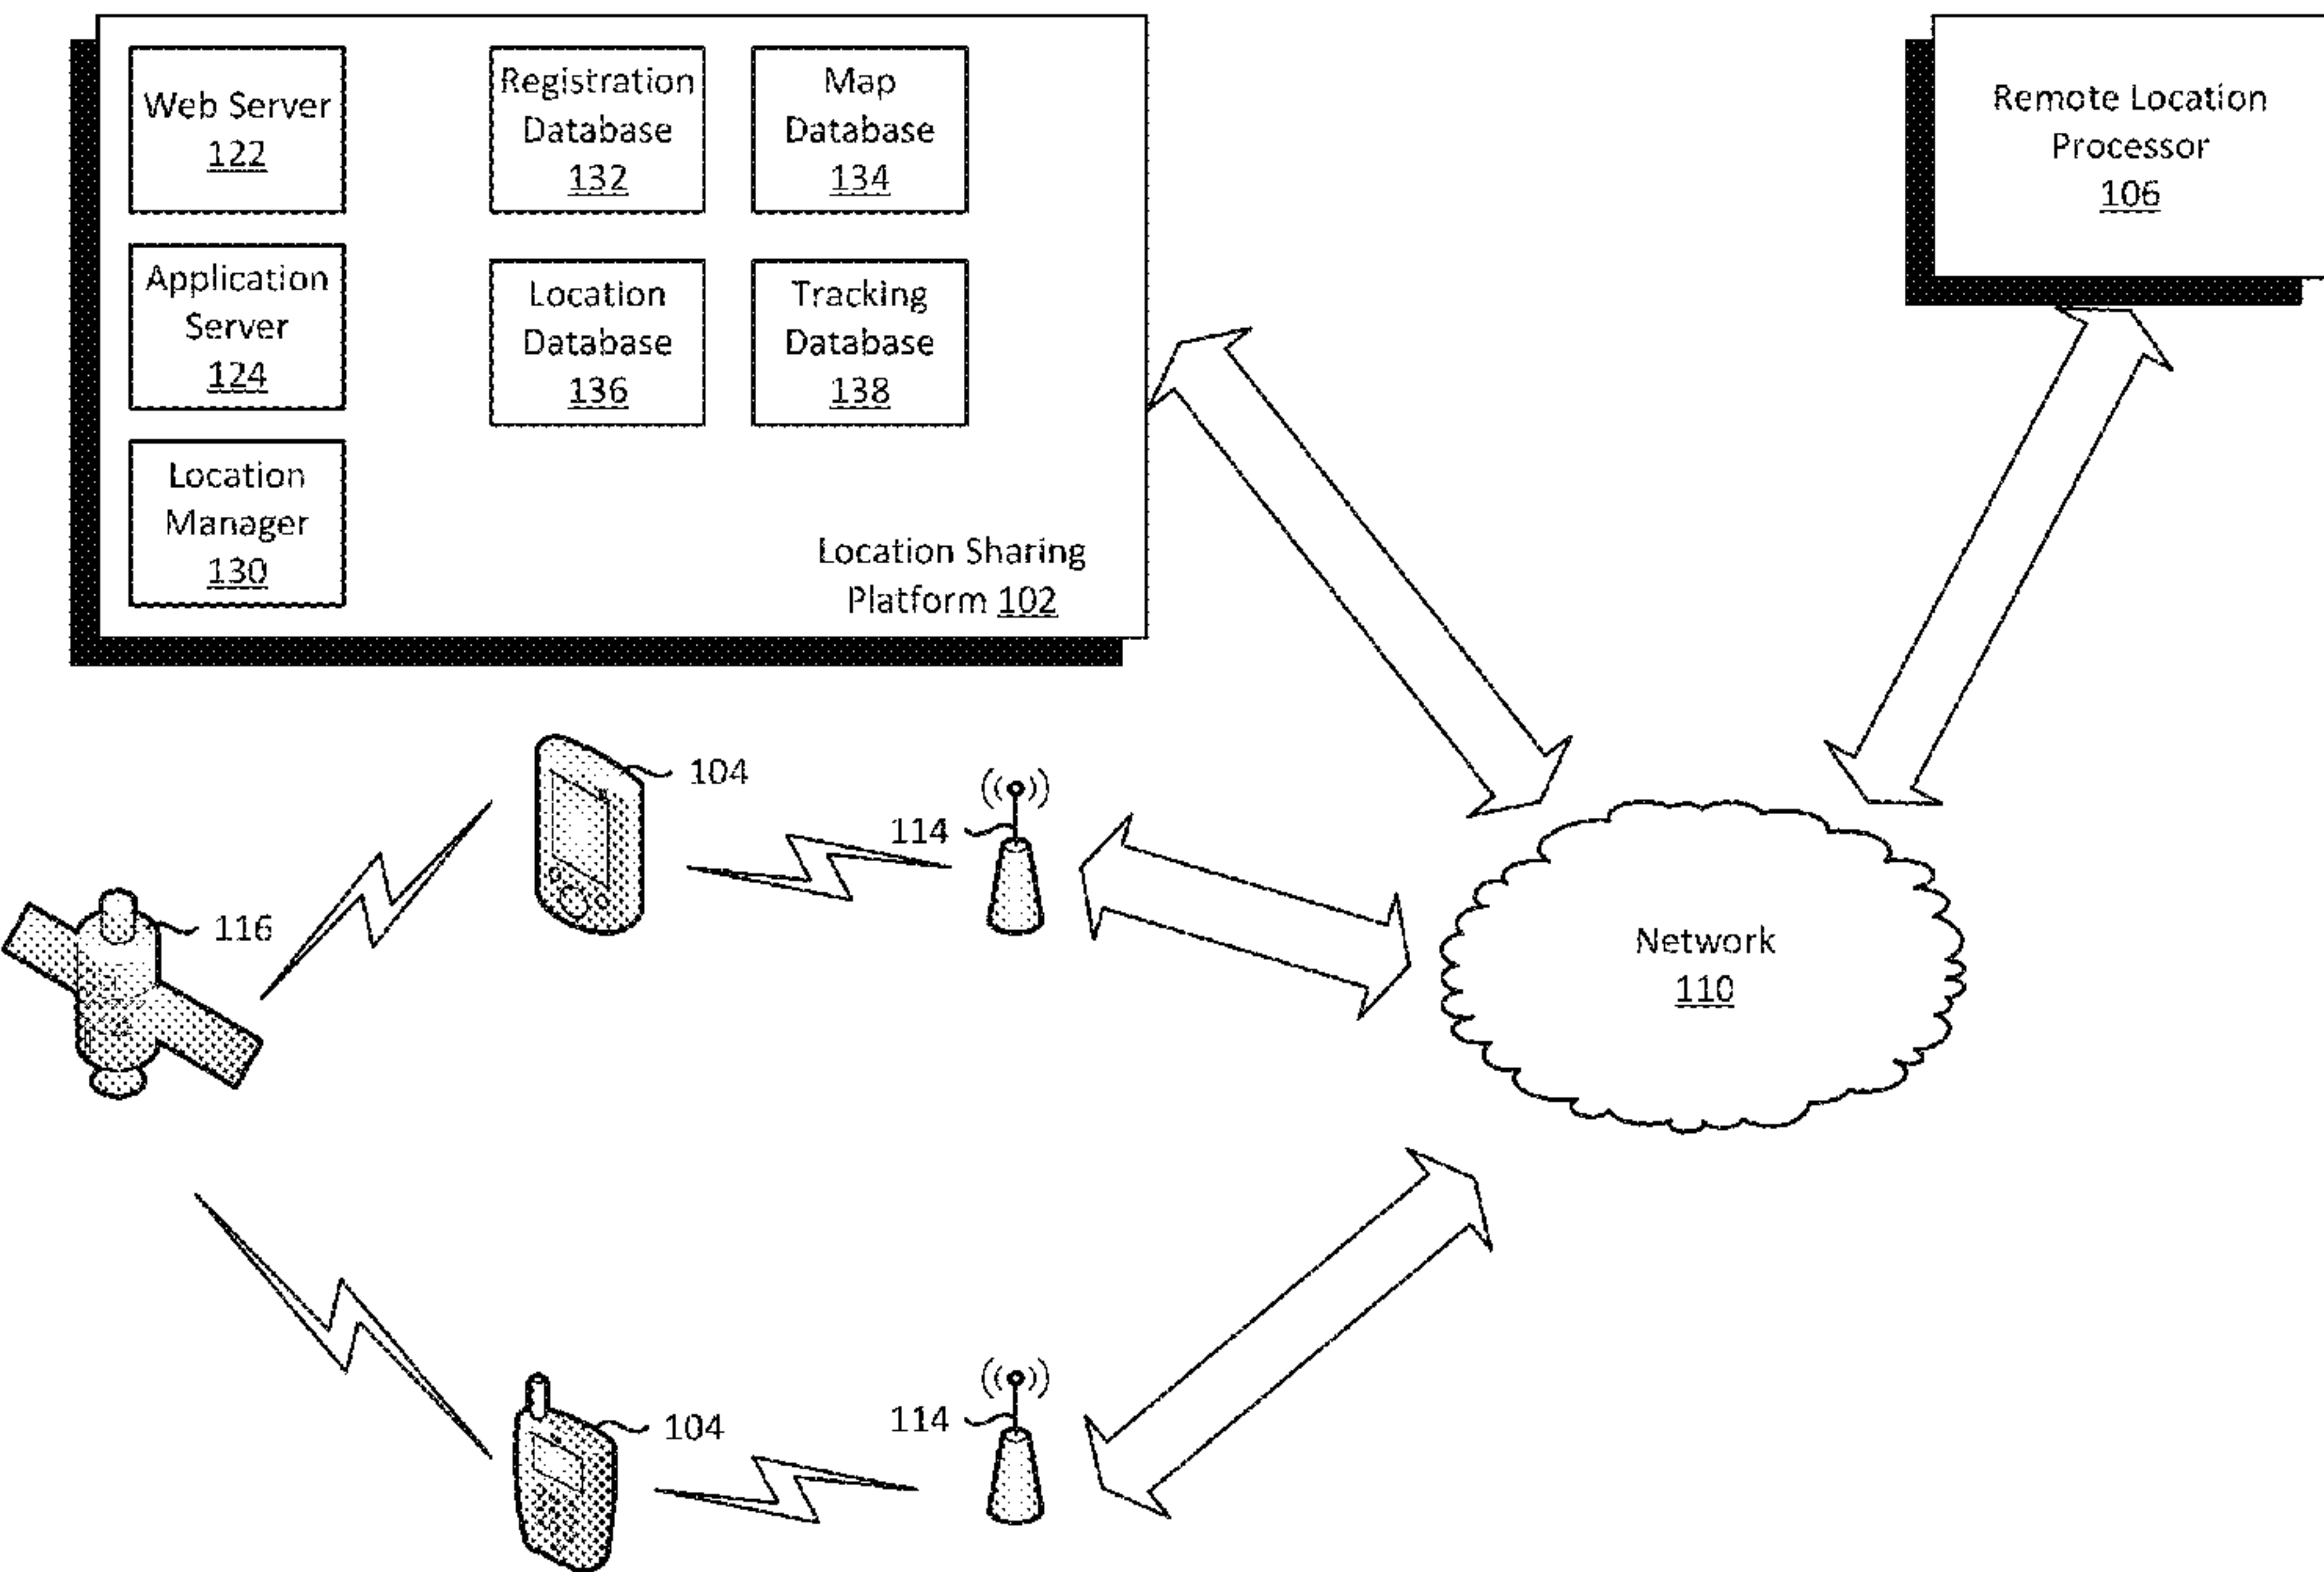 Web Server
122
Registration
Database
132
Map
Database
134
Application
Server
124
Location
Database
136
Tracking
Database
138
Location
Manager
130
Location Sharing
Platform 102
Remote Location
Processor
106
104
114
116
Network
110
104
114